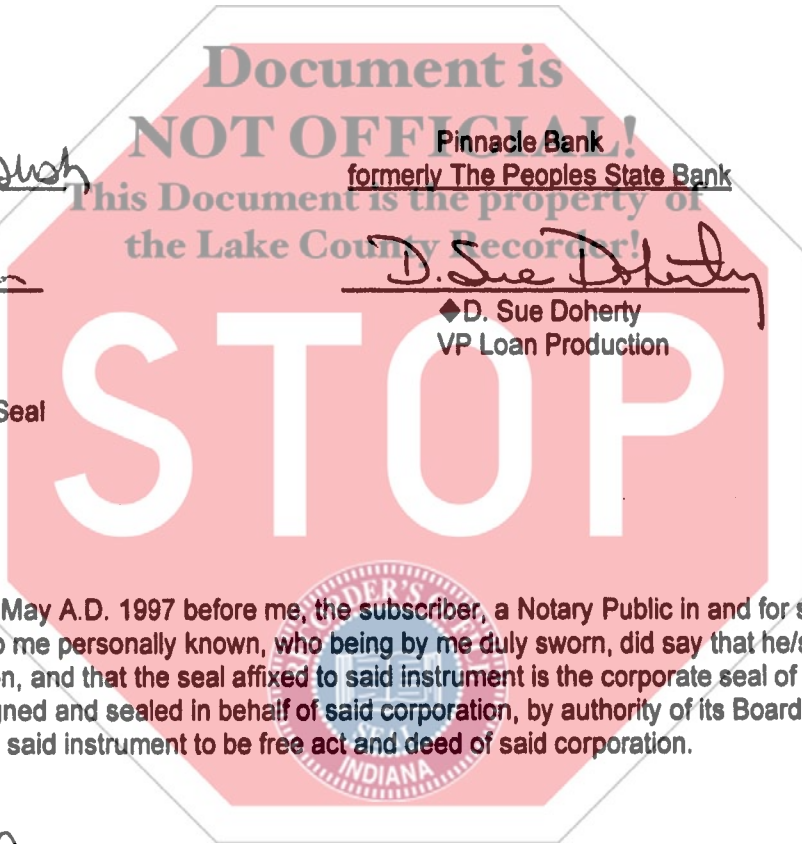 Document is
NOT OFFICIAL!
Pinnacle Bank
formerly The Peoples State Bank
This Document is the property of
the Lake County Recorder!
D. Sue Doherty
◆D. Sue Doherty
VP Loan Production
Seal
STOP
May A.D. 1997 before me, the subscriber, a Notary Public in and for s
o me personally known, who being by me duly sworn, did say that he/s
n, and that the seal affixed to said instrument is the corporate seal of
gned and sealed in behalf of said corporation, by authority of its Board
said instrument to be free act and deed of said corporation.
SEAL
INDIANA